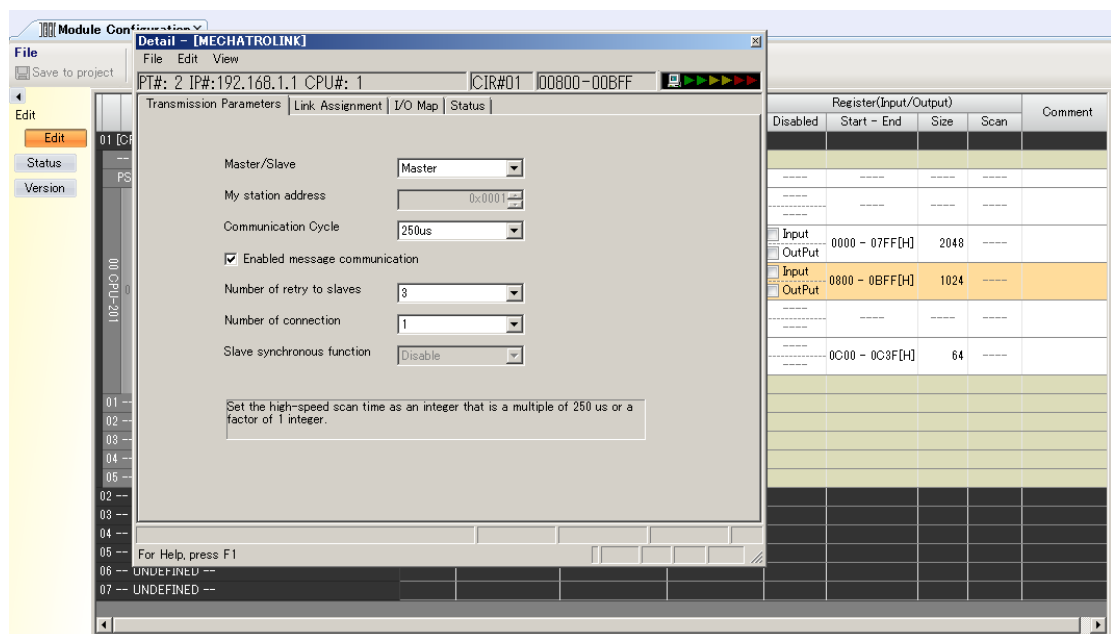 Module Configuration ×
File
Save to project
Edit
Edit
Status
Version
Detail - [MECHATROLINK]
File Edit View
PT#: 2 IP#:192.168.1.1 CPU#: 1 CIR#01 00800-00BFF
Transmission Parameters Link Assignment I/O Map Status
Master/Slave Master
My station address 0x0001
Communication Cycle 250us
Enabled message communication
Number of retry to slaves 3
Number of connection 1
Slave synchronous function Disable
Set the high-speed scan time as an integer that is a multiple of 250 us or a
factor of 1 integer.
For Help, press F1
Register(Input/Output) Comment
Disabled Start - End Size Scan
---- ---- ---- ----
---- ---- ---- ----
----
Input 0000 - 07FF[H] 2048 ----
OutPut
Input 0800 - 0BFF[H] 1024 ----
OutPut
---- ---- ---- ----
----
---- 0C00 - 0C3F[H] 64 ----
----
01 [CP
--
PS
00 CPU-201
0
01 --
02 --
03 --
04 --
05 --
02 --
03 --
04 --
05 --
06 -- UNDEFINED --
07 -- UNDEFINED --